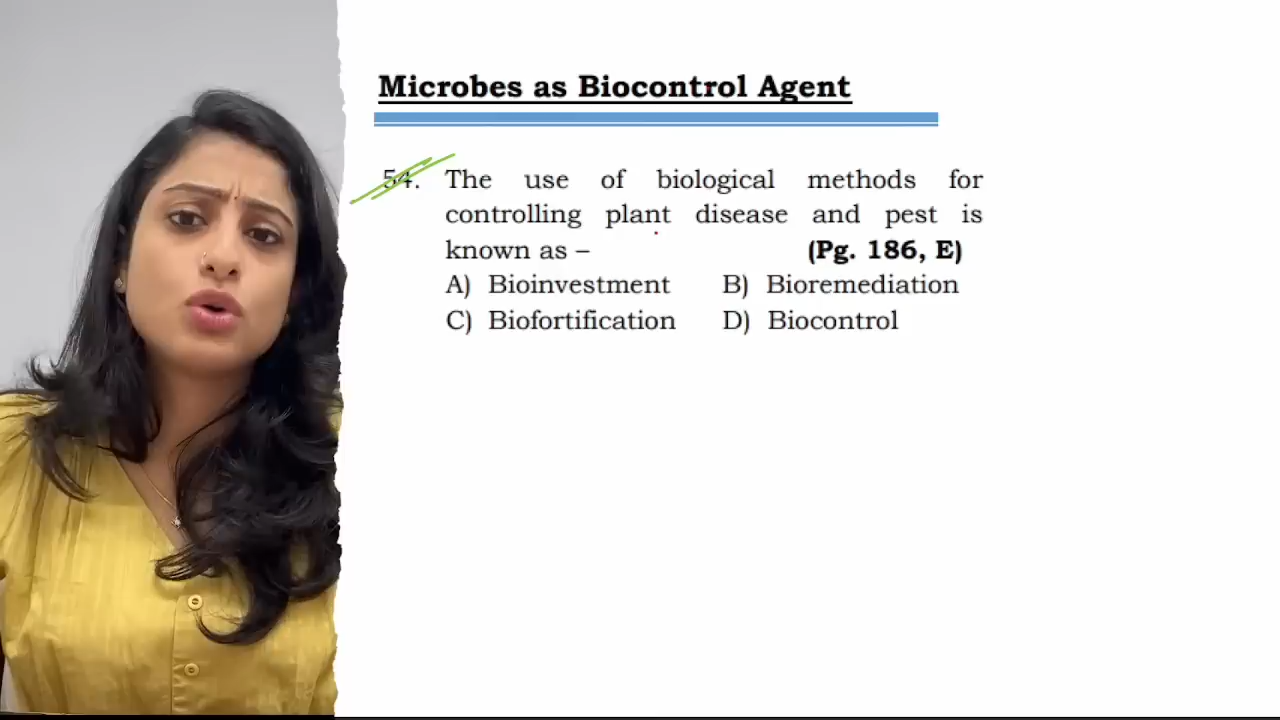 Microbes as Biocontrol Agent
54. The use of biological methods for
controlling plant disease and pest is
known as – (Pg. 186, E)
A) Bioinvestment B) Bioremediation
C) Biofortification D) Biocontrol